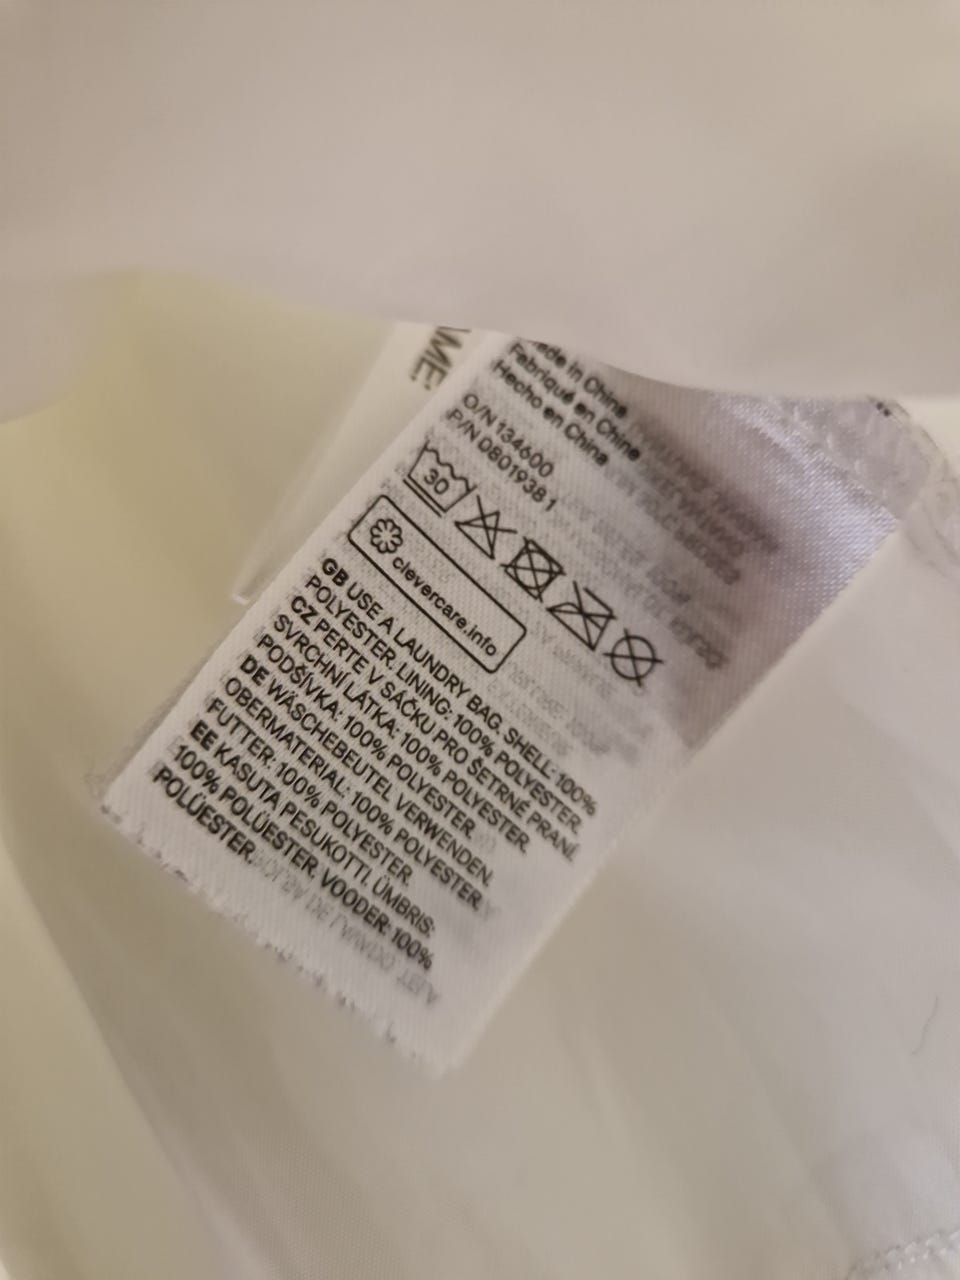 Made in China
Fabriqué en Chine
Hecho en China
O/N 134600
P/N D8019381
30
clevercare.info
GB USE A LAUNDRY BAG. SHELL: 100%
POLYESTER. LINING: 100% POLYESTER.
CZ PERTE V SÁČKU PRO ŠETRNÉ PRANÍ.
SVRCHNÍ LÁTKA: 100% POLYESTER.
PODŠÍVKA: 100% POLYESTER.
DE WÄSCHEBEUTEL VERWENDEN.
OBERMATERIAL: 100% POLYESTER.
FUTTER: 100% POLYESTER.
EE KASUTA PESUKOTTI. ÜMBRIS:
100% POLÜESTER. VOODER: 100%
POLÜESTER.